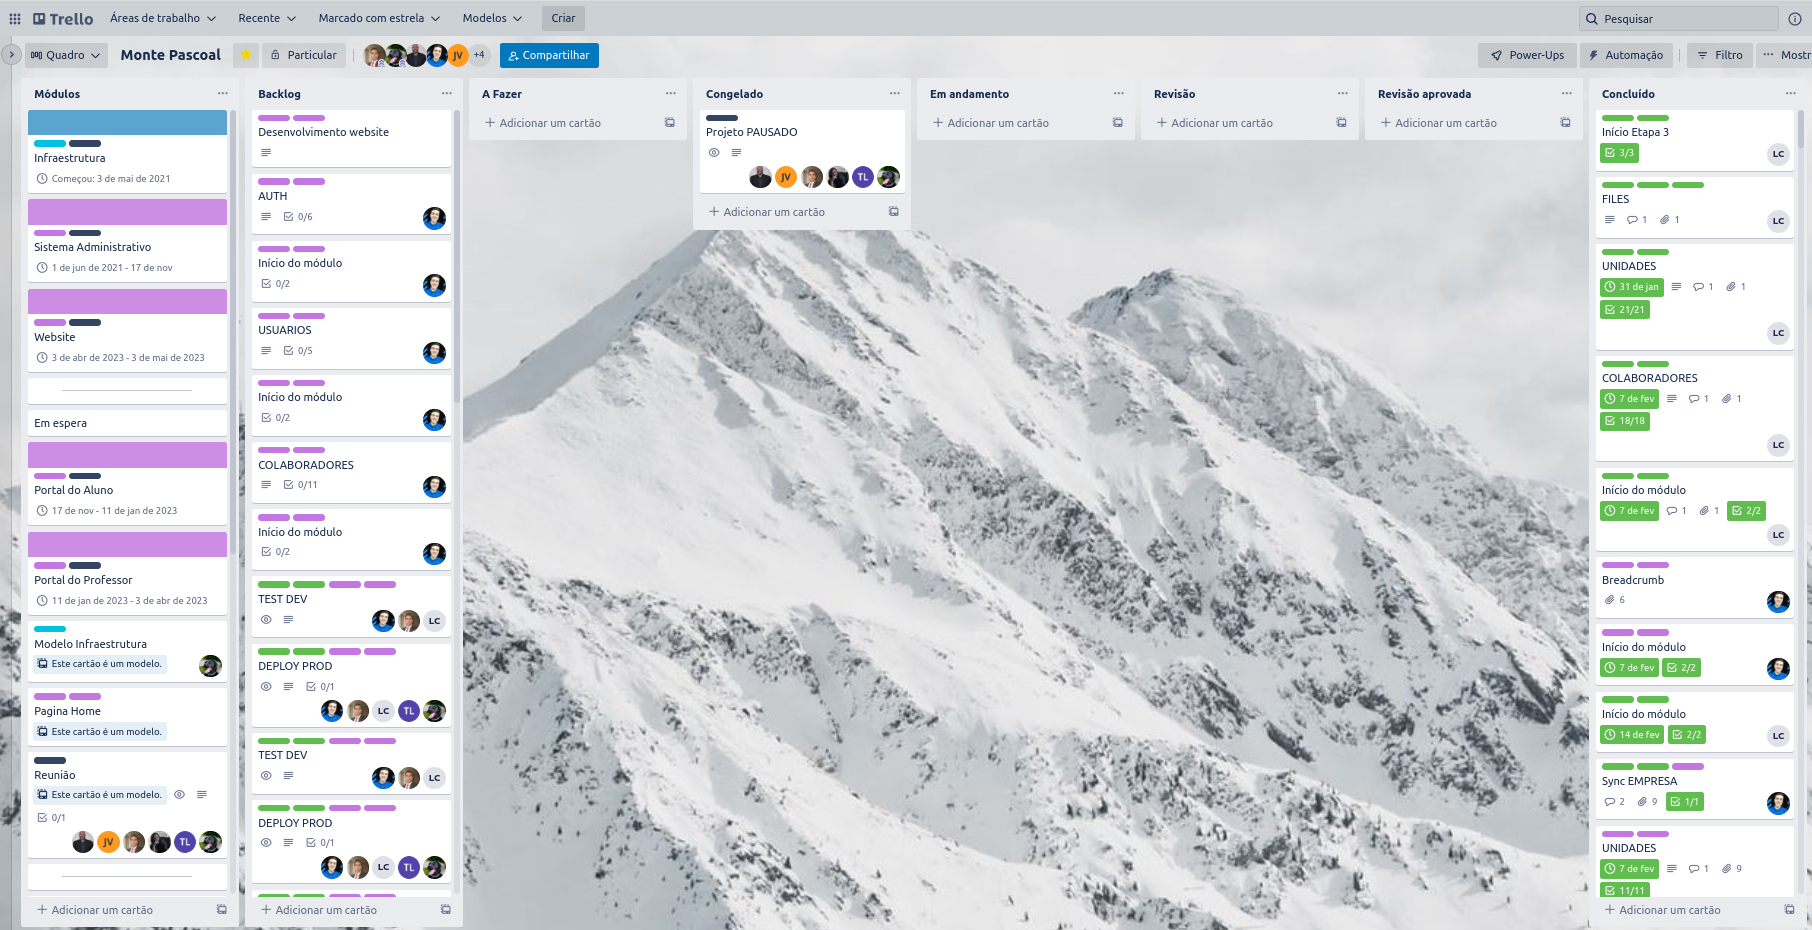 Trello
Áreas de trabalho
Recente
Marcado com estrela
Modelos
Criar
Pesquisar
Quadro
Monte Pascoal
Particular
JV
+4
Compartilhar
Power-Ups
Automação
Filtro
Mostr
Módulos
Infraestrutura
Começou: 3 de mai de 2021
Sistema Administrativo
1 de jun de 2021 - 17 de nov
Website
3 de abr de 2023 - 3 de mai de 2023
Em espera
Portal do Aluno
17 de nov - 11 de jan de 2023
Portal do Professor
11 de jan de 2023 - 3 de abr de 2023
Modelo Infraestrutura
Este cartão é um modelo.
Pagina Home
Este cartão é um modelo.
Reunião
Este cartão é um modelo.
0/1
JV
TL
Adicionar um cartão
Backlog
Desenvolvimento website
AUTH
0/6
Início do módulo
0/2
USUARIOS
0/5
Início do módulo
0/2
COLABORADORES
0/11
Início do módulo
0/2
TEST DEV
LC
DEPLOY PROD
0/1
LC
TL
TEST DEV
LC
DEPLOY PROD
0/1
LC
TL
Adicionar um cartão
A Fazer
Adicionar um cartão
Congelado
Projeto PAUSADO
JV
TL
Adicionar um cartão
Em andamento
Adicionar um cartão
Revisão
Adicionar um cartão
Revisão aprovada
Adicionar um cartão
Concluído
Início Etapa 3
3/3
LC
FILES
1 1
LC
UNIDADES
31 de jan 1 1
21/21
LC
COLABORADORES
7 de fev 1 1
18/18
LC
Início do módulo
7 de fev 1 1 2/2
LC
Breadcrumb
6
Início do módulo
7 de fev 2/2
Início do módulo
14 de fev 2/2
LC
Sync EMPRESA
2 9 1/1
UNIDADES
7 de fev 1 9
11/11
Adicionar um cartão